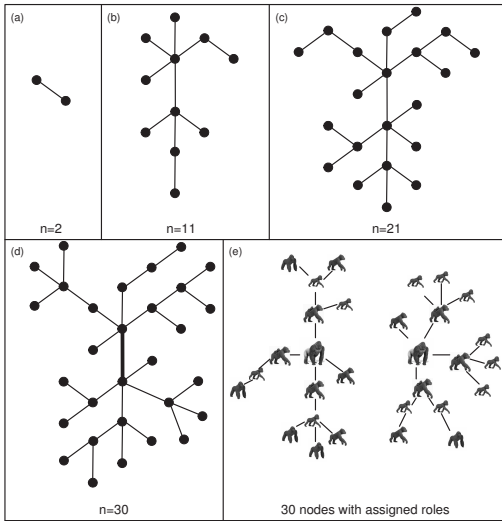 (a)
(b)
(c)
n=2
n=11
n=21
(d)
(e)
n=30
30 nodes with assigned roles